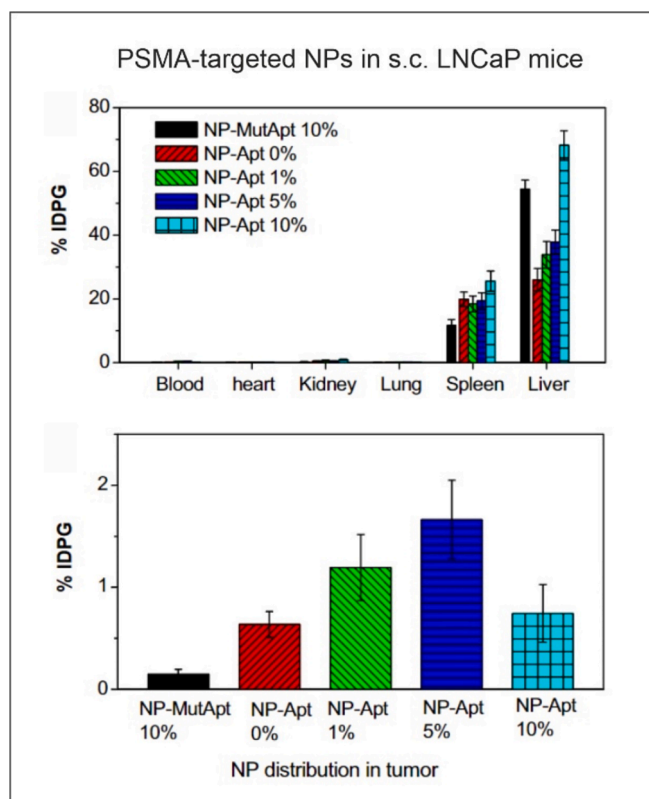 PSMA-targeted NPs in s.c. LNCaP mice
80
60
40
20
0
% IDPG
NP-MutApt 10%
NP-Apt 0%
NP-Apt 1%
NP-Apt 5%
NP-Apt 10%
Blood heart Kidney Lung Spleen Liver
2
1
0
% IDPG
NP-MutApt NP-Apt NP-Apt NP-Apt NP-Apt
10% 0% 1% 5% 10%
NP distribution in tumor